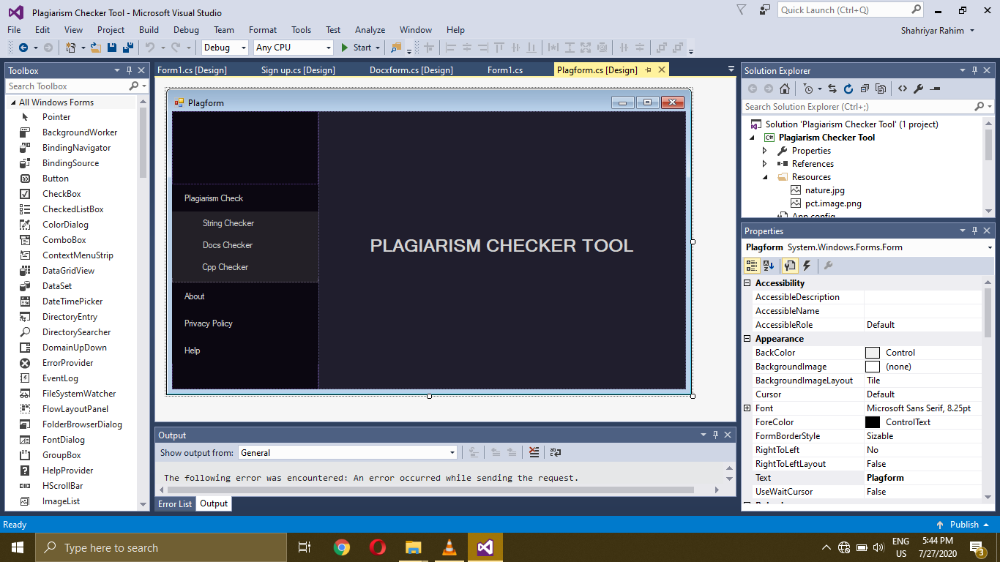 Plagiarism Checker Tool - Microsoft Visual Studio
Quick Launch (Ctrl+Q)
File Edit View Project Build Debug Team Format Tools Test Analyze Window Help
Shahriyar Rahim
Debug Any CPU Start
Toolbox
Search Toolbox
All Windows Forms
Pointer
BackgroundWorker
BindingNavigator
BindingSource
Button
CheckBox
CheckedListBox
ColorDialog
ComboBox
ContextMenuStrip
DataGridView
DataSet
DateTimePicker
DirectoryEntry
DirectorySearcher
DomainUpDown
ErrorProvider
EventLog
FileSystemWatcher
FlowLayoutPanel
FolderBrowserDialog
FontDialog
GroupBox
HelpProvider
HScrollBar
ImageList
Form1.cs [Design] Sign up.cs [Design] Docxform.cs [Design] Form1.cs Plagform.cs [Design]
Plagform
Plagiarism Check
String Checker
Docs Checker
Cpp Checker
About
Privacy Policy
Help
PLAGIARISM CHECKER TOOL
Output
Show output from: General
The following error was encountered: An error occurred while sending the request.
Error List Output
Solution Explorer
Search Solution Explorer (Ctrl+;)
Solution 'Plagiarism Checker Tool' (1 project)
C# Plagiarism Checker Tool
Properties
References
Resources
nature.jpg
pct.image.png
App.config
Properties
Plagform System.Windows.Forms.Form
Accessibility
AccessibleDescription
AccessibleName
AccessibleRole Default
Appearance
BackColor Control
BackgroundImage (none)
BackgroundImageLayout Tile
Cursor Default
Font Microsoft Sans Serif, 8.25pt
ForeColor ControlText
FormBorderStyle Sizable
RightToLeft No
RightToLeftLayout False
Text Plagform
UseWaitCursor False
Ready
Publish
Type here to search
ENG
US
5:44 PM
7/27/2020
3